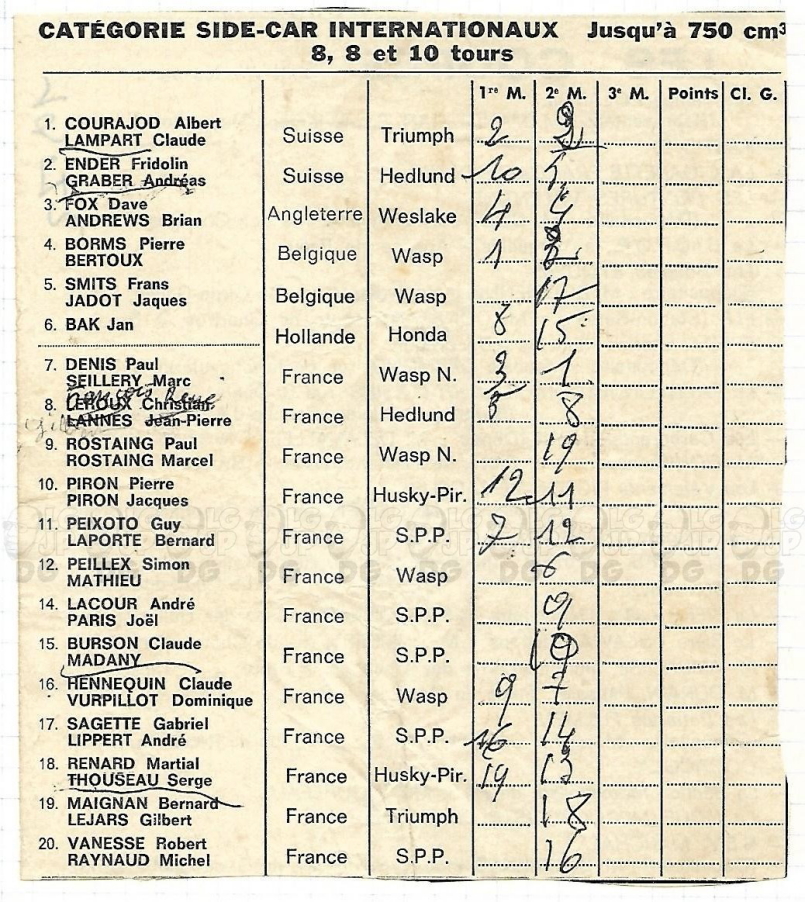 CATÉGORIE SIDE-CAR INTERNATIONAUX Jusqu'à 750 cm³
8, 8 et 10 tours
1re M. 2e M. 3e M. Points Cl. G.
1. COURAJOD Albert
LAMPART Claude Suisse Triumph 2
2. ENDER Fridolin
GRABER Andréas Suisse Hedlund 10 5
3. FOX Dave
ANDREWS Brian Angleterre Weslake 4 4
4. BORMS Pierre
BERTOUX Belgique Wasp 1
5. SMITS Frans
JADOT Jaques Belgique Wasp 17
6. BAK Jan
Hollande Honda 8 15
7. DENIS Paul
SEILLERY Marc France Wasp N. 3 1
François René
8. LEROUX Christian
LANNES Jean-Pierre France Hedlund 5 8
9. ROSTAING Paul
ROSTAING Marcel France Wasp N. 19
10. PIRON Pierre
PIRON Jacques France Husky-Pir. 12 11
11. PEIXOTO Guy
LAPORTE Bernard France S.P.P. 7 12
12. PEILLEX Simon
MATHIEU France Wasp 6
14. LACOUR André
PARIS Joël France S.P.P. 9
15. BURSON Claude
MADANY France S.P.P. 10
16. HENNEQUIN Claude
VURPILLOT Dominique France Wasp 9 7
17. SAGETTE Gabriel
LIPPERT André France S.P.P. 16 14
18. RENARD Martial
THOUSEAU Serge France Husky-Pir. 19 13
19. MAIGNAN Bernard
LEJARS Gilbert France Triumph 18
20. VANESSE Robert
RAYNAUD Michel France S.P.P. 16